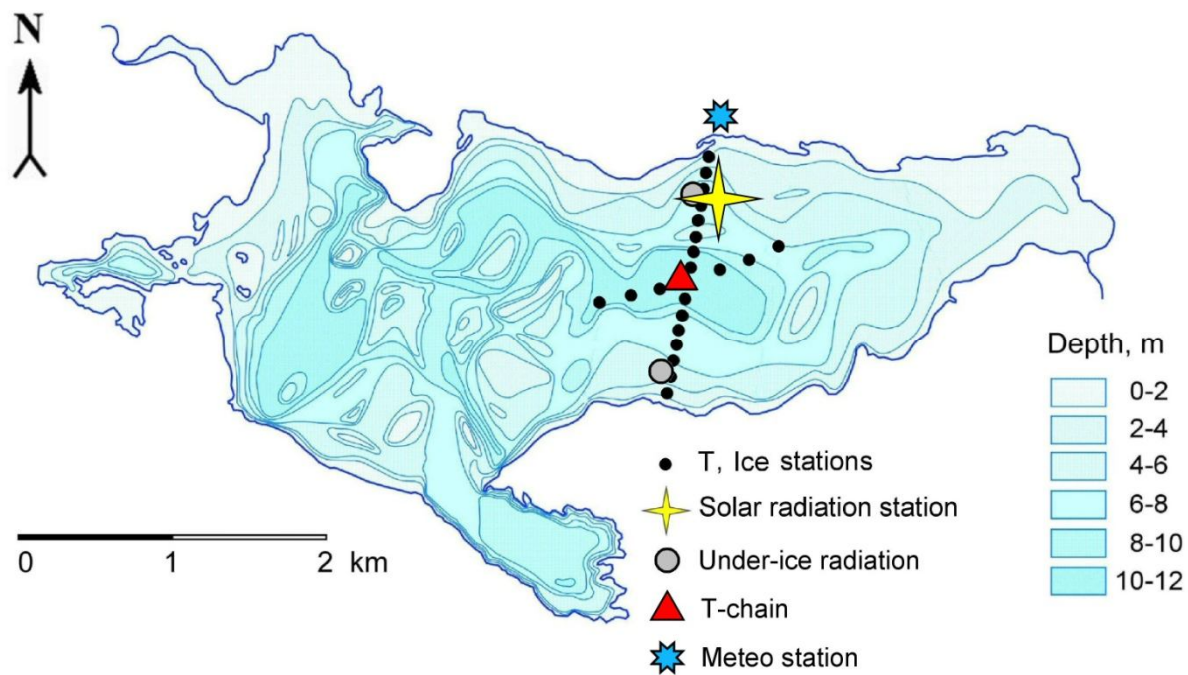 N
Depth, m
0-2
2-4
4-6
6-8
8-10
10-12
T, Ice stations
Solar radiation station
Under-ice radiation
T-chain
Meteo station
0 1 2 km